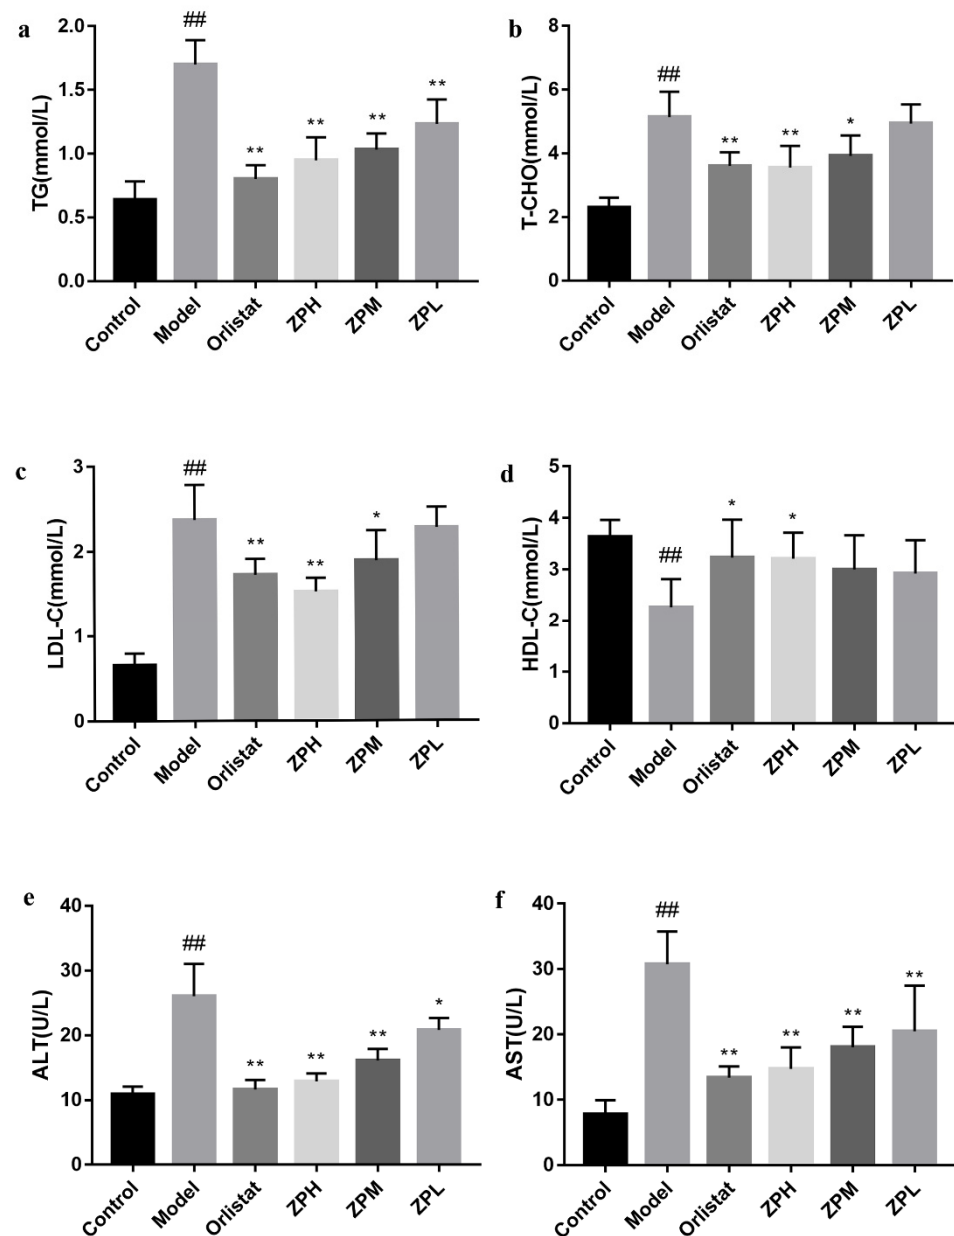 a
TG(mmol/L)
2.0
1.5
1.0
0.5
0.0
##
**
**
**
**
Control
Model
Orlistat
ZPH
ZPM
ZPL
b
T-CHO(mmol/L)
8
6
4
2
0
##
**
**
*
Control
Model
Orlistat
ZPH
ZPM
ZPL
c
LDL-C(mmol/L)
3
2
1
0
##
**
**
*
Control
Model
Orlistat
ZPH
ZPM
ZPL
d
HDL-C(mmol/L)
5
4
3
2
1
0
##
*
*
Control
Model
Orlistat
ZPH
ZPM
ZPL
e
ALT(U/L)
40
30
20
10
0
##
**
**
**
*
Control
Model
Orlistat
ZPH
ZPM
ZPL
f
AST(U/L)
40
30
20
10
0
##
**
**
**
**
Control
Model
Orlistat
ZPH
ZPM
ZPL